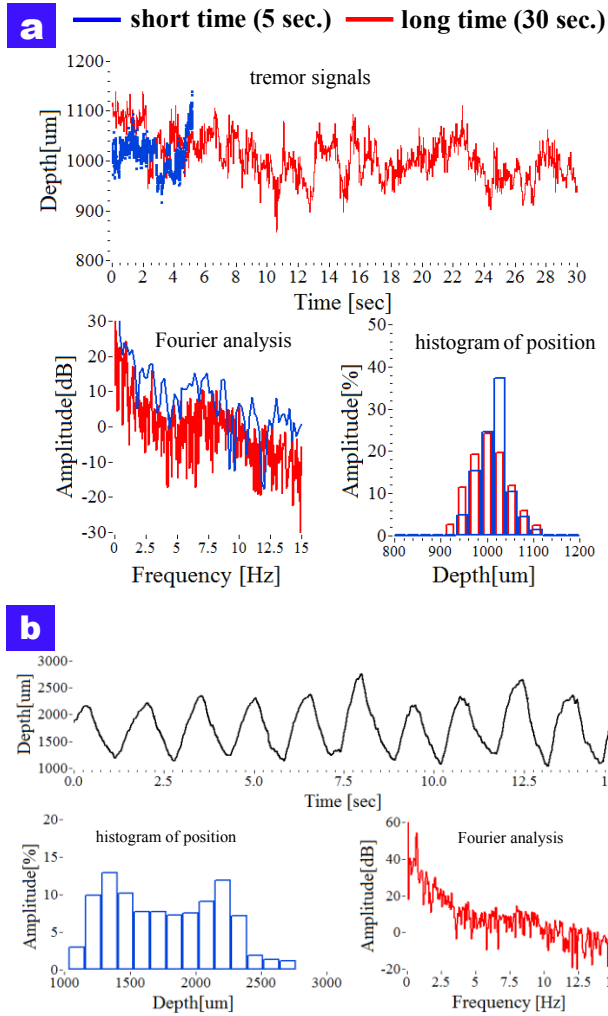 a short time (5 sec.) long time (30 sec.)
tremor signals
Depth[um]
1200
1100
1000
900
800
0 2 4 6 8 10 12 14 16 18 20 22 24 26 28 30
Time [sec]
Fourier analysis
Amplitude[dB]
30
20
10
0
-10
-20
-30
0 2.5 5 7.5 10 12.5 15
Frequency [Hz]
histogram of position
Amplitude[%]
50
40
30
20
10
0
800 900 1000 1100 1200
Depth[um]
b
Depth[um]
3000
2500
2000
1500
1000
0.0 2.5 5.0 7.5 10.0 12.5 15
Time [sec]
histogram of position
Amplitude[%]
20
15
10
5
0
1000 1500 2000 2500 3000
Depth[um]
Fourier analysis
Amplitude[dB]
60
40
20
0
-20
0 2.5 5 7.5 10 12.5 1
Frequency [Hz]